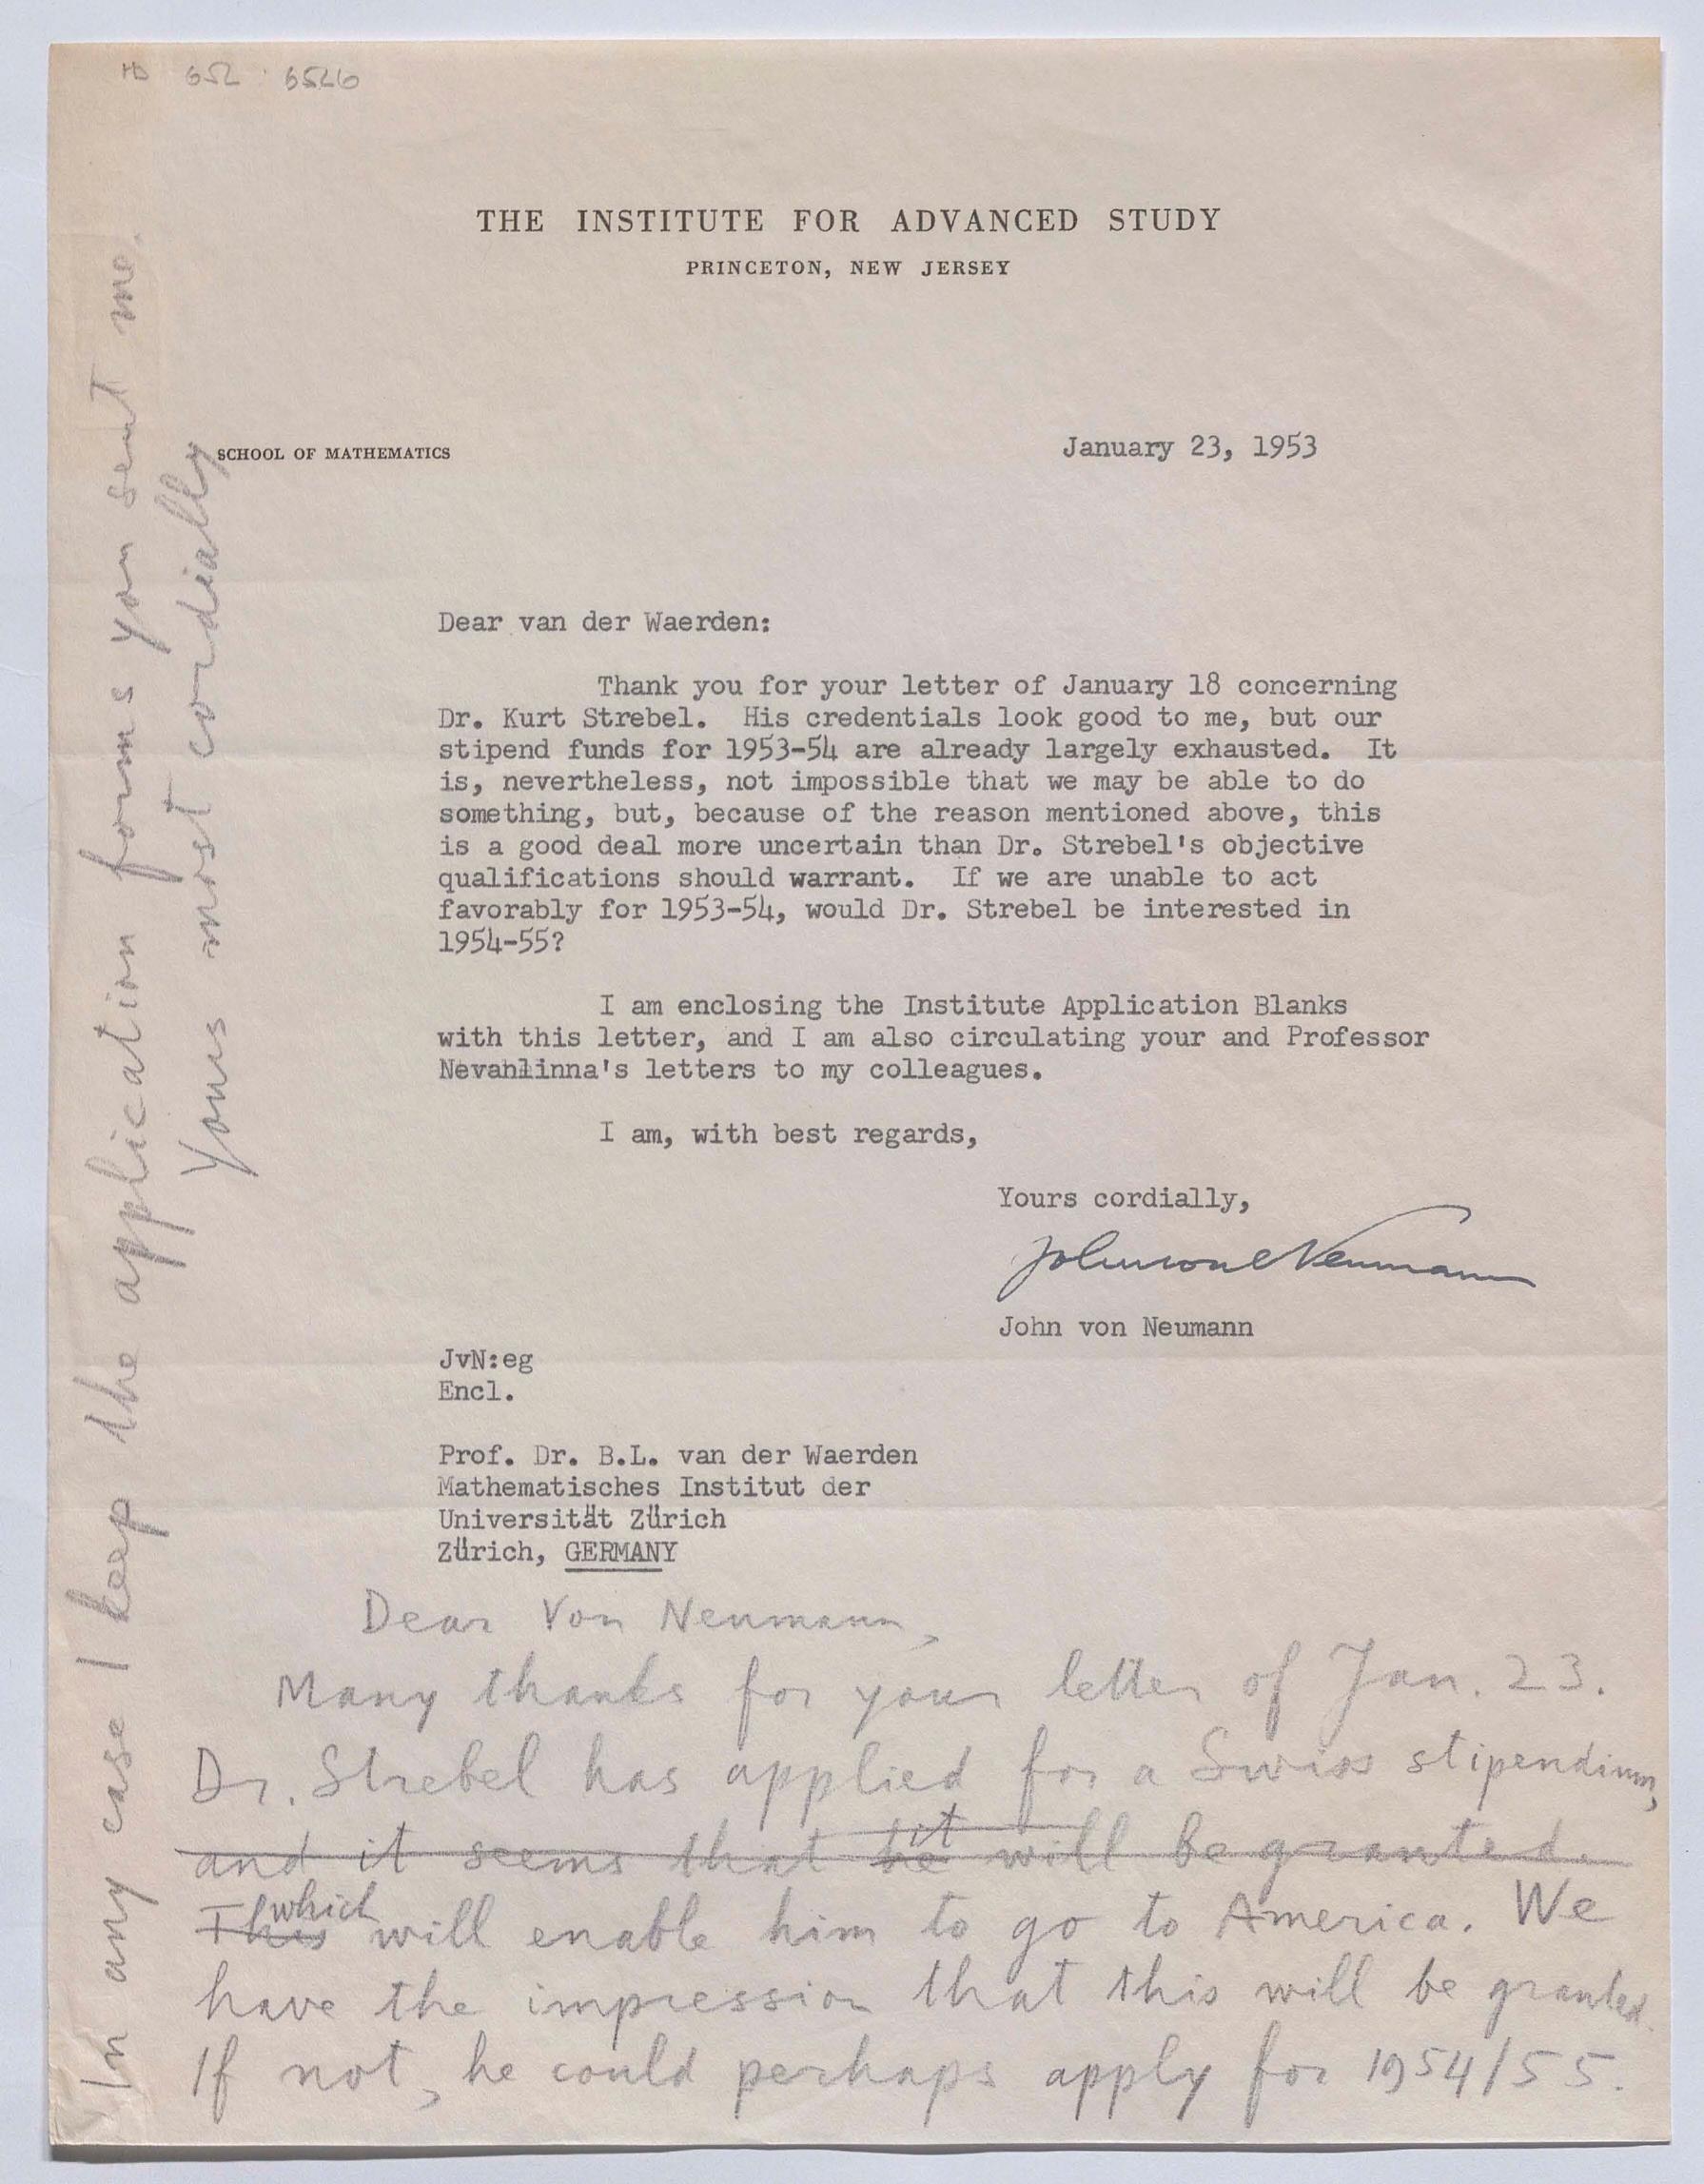 652 : 6526
THE INSTITUTE FOR ADVANCED STUDY
PRINCETON, NEW JERSEY
SCHOOL OF MATHEMATICS
January 23, 1953
Dear van der Waerden:
Thank you for your letter of January 18 concerning
Dr. Kurt Strebel. His credentials look good to me, but our
stipend funds for 1953-54 are already largely exhausted. It
is, nevertheless, not impossible that we may be able to do
something, but, because of the reason mentioned above, this
is a good deal more uncertain than Dr. Strebel's objective
qualifications should warrant. If we are unable to act
favorably for 1953-54, would Dr. Strebel be interested in
1954-55?
I am enclosing the Institute Application Blanks
with this letter, and I am also circulating your and Professor
Nevanlinna's letters to my colleagues.
I am, with best regards,
Yours cordially,
John von Neumann
John von Neumann
JvN:eg
Encl.
Prof. Dr. B.L. van der Waerden
Mathematisches Institut der
Universität Zürich
Zürich, GERMANY
Dear Von Neumann,
Many thanks for your letter of Jan. 23.
Dr. Strebel has applied for a Swiss stipendium,
and it seems that he it will be granted.
This which will enable him to go to America. We
have the impression that this will be granted.
If not, he could perhaps apply for 1954/55.
In any case I keep the application forms you sent me.
Yours most cordially